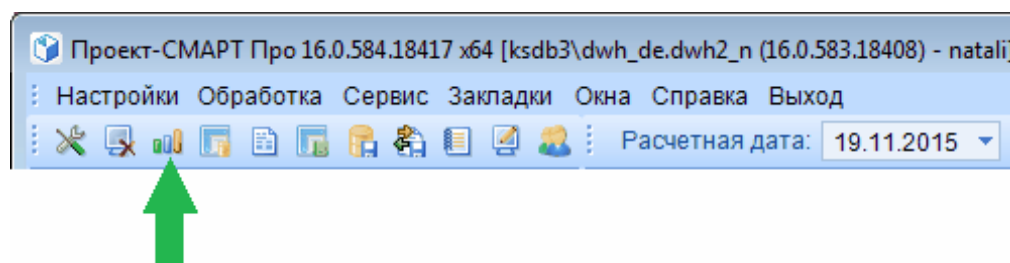 Проект-СМАРТ Про 16.0.584.18417 x64 [ksdb3\dwh_de.dwh2_n (16.0.583.18408) - natali]
Настройки Обработка Сервис Закладки Окна Справка Выход
Расчетная дата: 19.11.2015